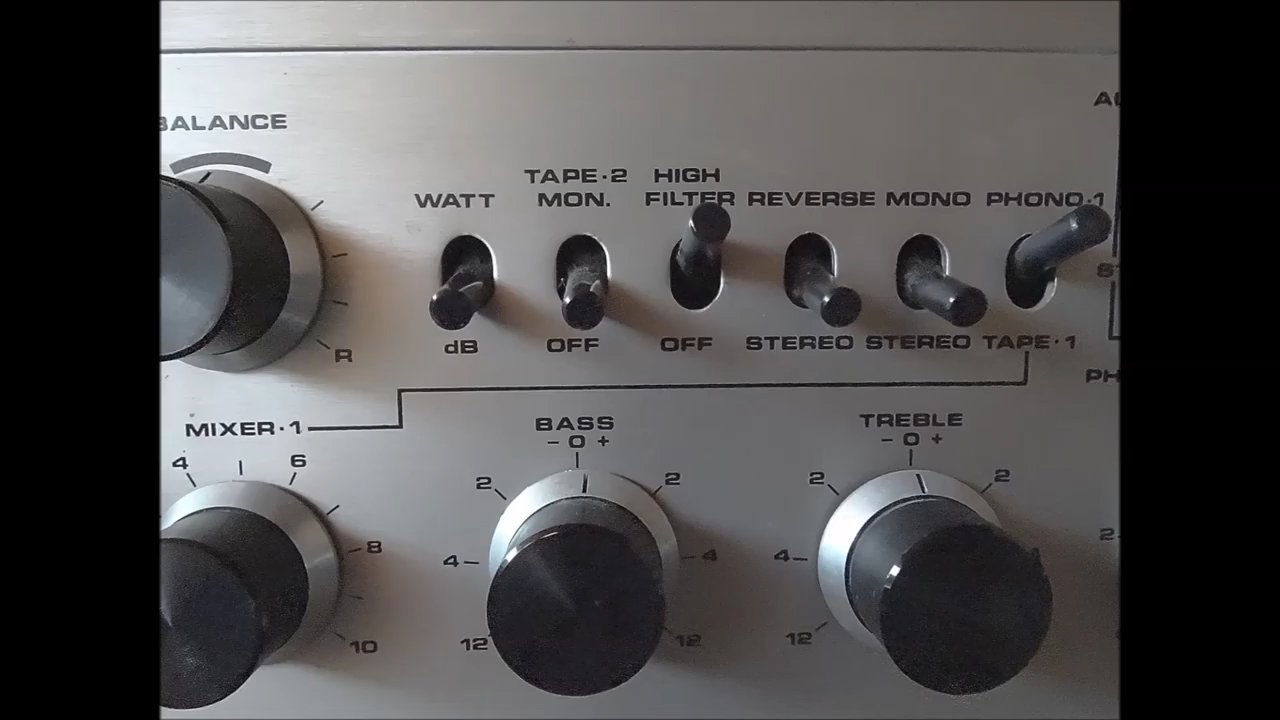 BALANCE
TAPE·2 HIGH
WATT MON. FILTER REVERSE MONO PHONO·1
R dB OFF OFF STEREO STEREO TAPE·1
MIXER·1 BASS TREBLE
- 0 + - 0 +
4 6 2 2 2 2
8 4 4 4
10 12 12 12
2